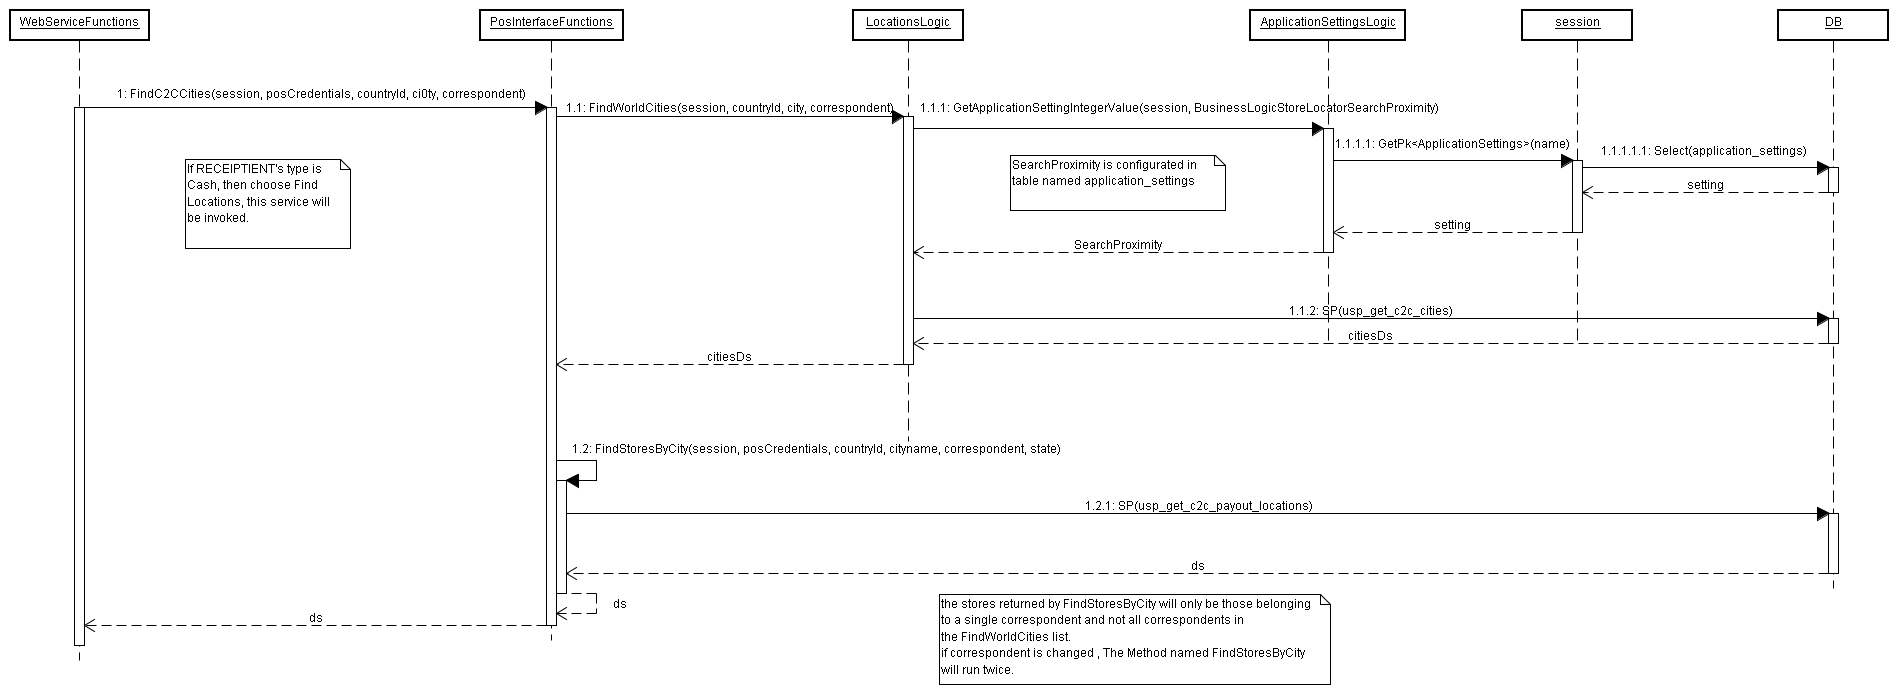 WebServiceFunctions
PosInterfaceFunctions
LocationsLogic
ApplicationSettingsLogic
session
DB
1: FindC2CCities(session, posCredentials, countryId, ci0ty, correspondent)
1.1: FindWorldCities(session, countryId, city, correspondent)
1.1.1: GetApplicationSettingIntegerValue(session, BusinessLogicStoreLocatorSearchProximity)
1.1.1.1: GetPk<ApplicationSettings>(name)
1.1.1.1.1: Select(application_settings)
If RECEIPTIENT's type is
Cash, then choose Find
Locations, this service will
be invoked.
SearchProximity is configurated in
table named application_settings
setting
setting
SearchProximity
1.1.2: SP(usp_get_c2c_cities)
citiesDs
citiesDs
1.2: FindStoresByCity(session, posCredentials, countryId, cityname, correspondent, state)
1.2.1: SP(usp_get_c2c_payout_locations)
ds
ds
ds
the stores returned by FindStoresByCity will only be those belonging
to a single correspondent and not all correspondents in
the FindWorldCities list.
if correspondent is changed , The Method named FindStoresByCity
will run twice.